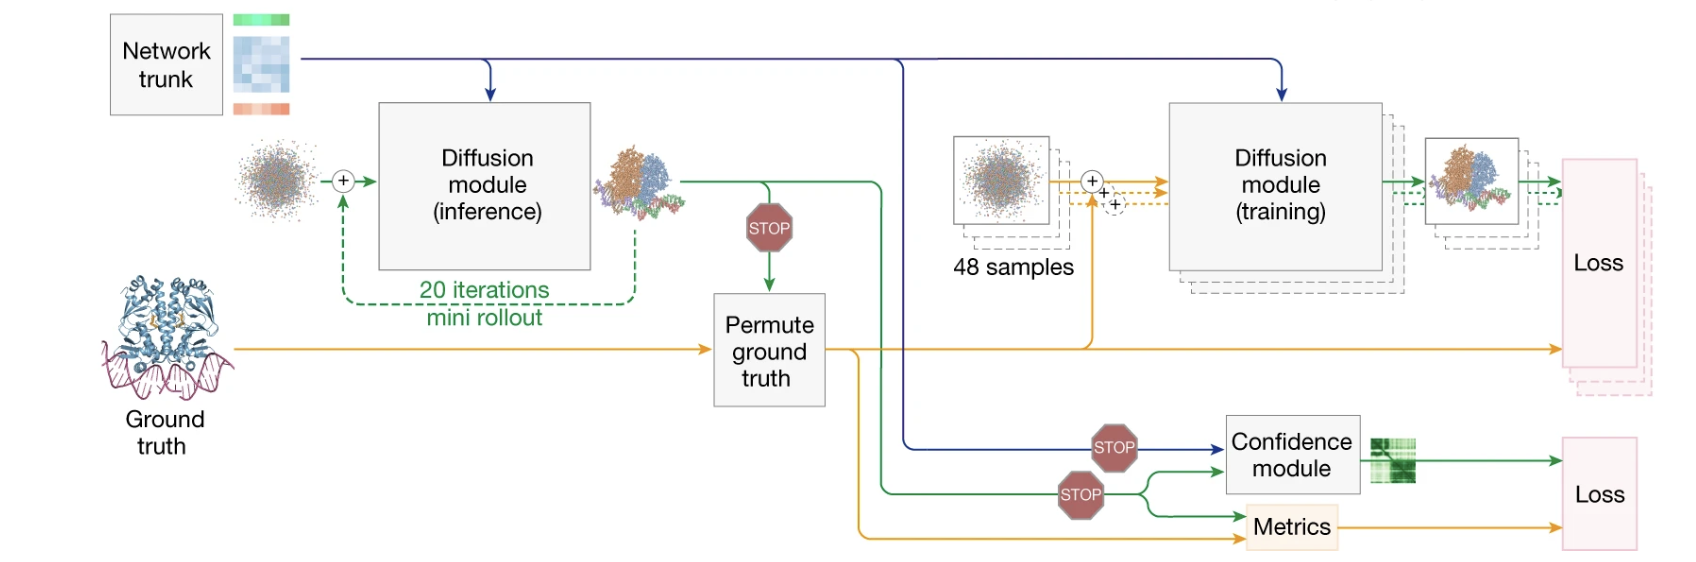 Network
trunk
Diffusion
module
(inference)
20 iterations
mini rollout
STOP
Ground
truth
Permute
ground
truth
48 samples
+
+
+
+
Diffusion
module
(training)
Loss
STOP
STOP
Confidence
module
Metrics
Loss